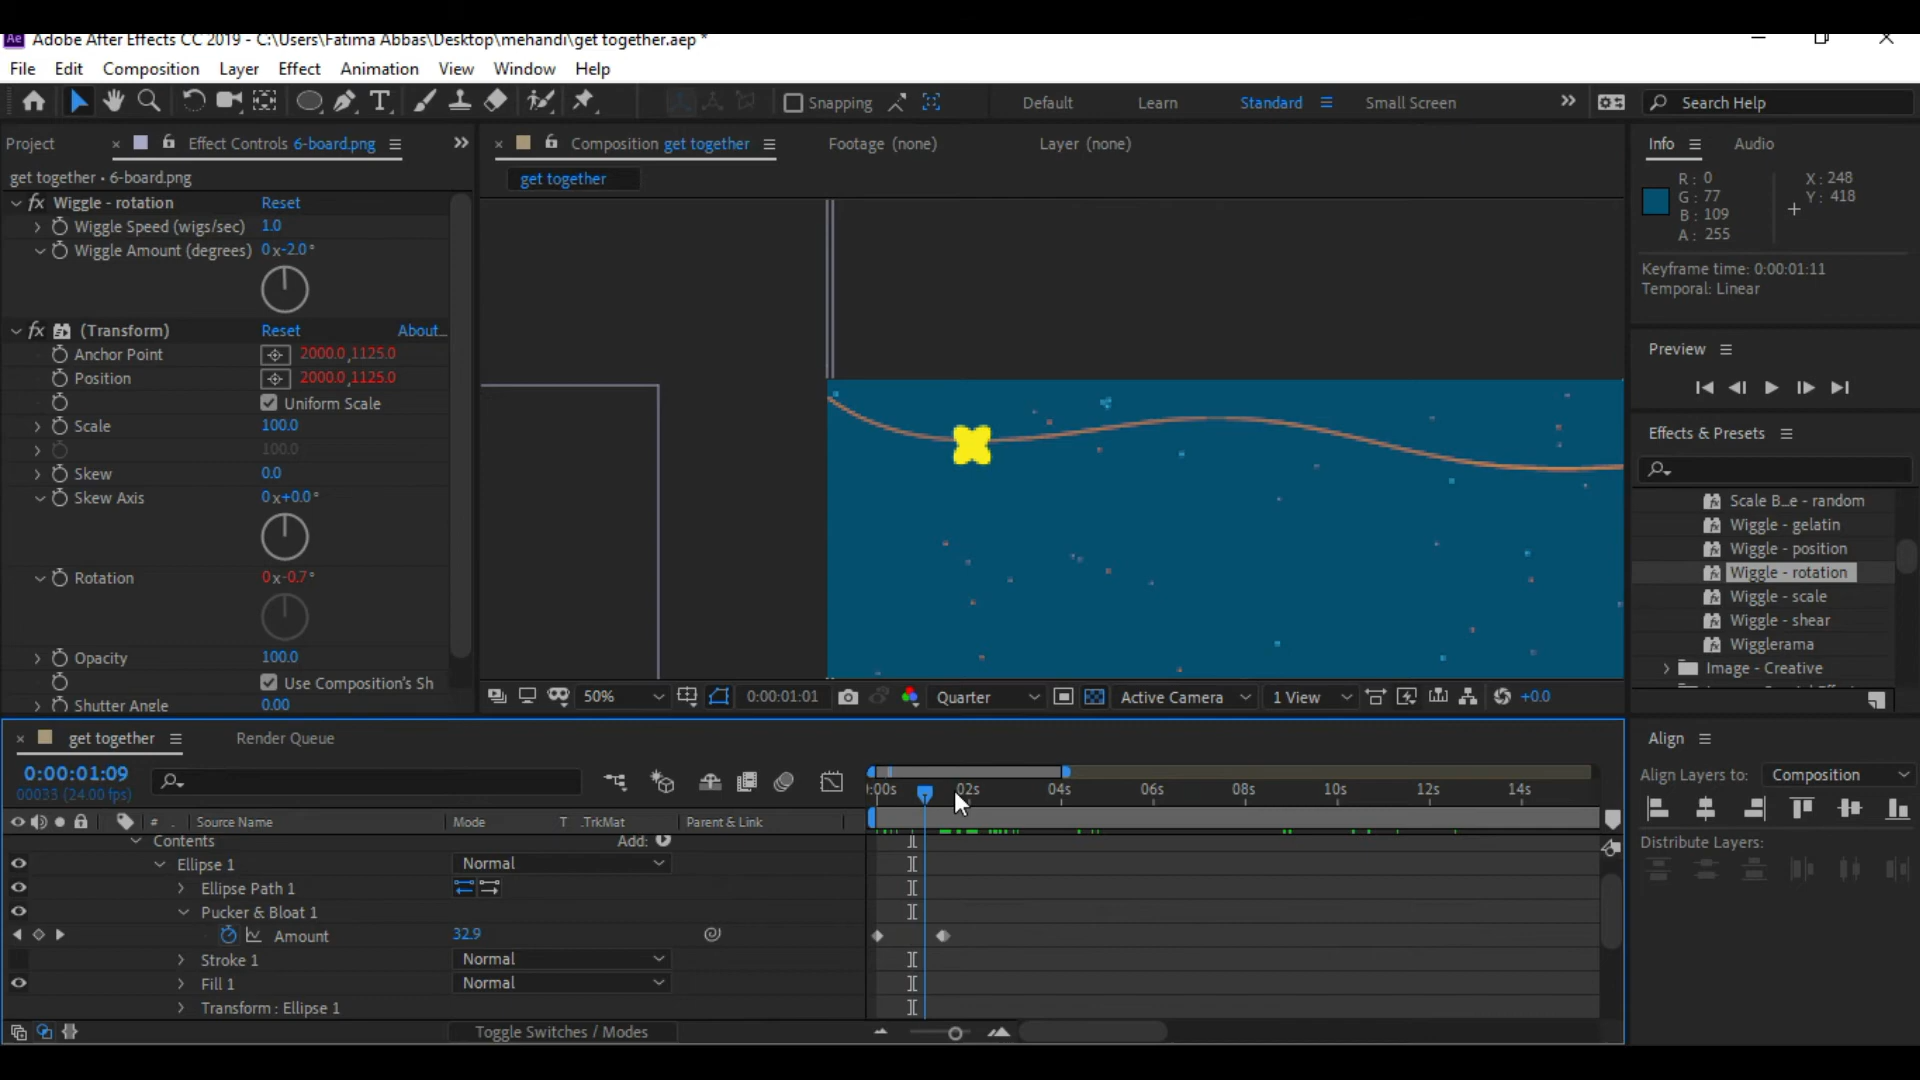 Ae Adobe After Effects CC 2019 - C:\Users\Fatima Abbas\Desktop\mehandi\get together.aep *
File Edit Composition Layer Effect Animation View Window Help
Snapping Default Learn Standard Small Screen Search Help
Project Effect Controls 6-board.png
get together • 6-board.png
fx Wiggle - rotation Reset
Wiggle Speed (wigs/sec) 1.0
Wiggle Amount (degrees) 0x-2.0°
fx (Transform) Reset About...
Anchor Point 2000.0,1125.0
Position 2000.0,1125.0
Uniform Scale
Scale 100.0
100.0
Skew 0.0
Skew Axis 0x+0.0°
Rotation 0x-0.7°
Opacity 100.0
Use Composition's Sh
Shutter Angle 0.00
Composition get together Footage (none) Layer (none)
get together
50% 0:00:01:01 Quarter Active Camera 1 View +0.0
Info Audio
R: 0 X: 248
G: 77 Y: 418
B: 109
A: 255
Keyframe time: 0:00:01:11
Temporal: Linear
Preview
Effects & Presets
Scale B...e - random
Wiggle - gelatin
Wiggle - position
Wiggle - rotation
Wiggle - scale
Wiggle - shear
Wigglerama
Image - Creative
get together Render Queue
0:00:01:09
00033 (24.00 fps)
:00s 02s 04s 06s 08s 10s 12s 14s
# Source Name Mode T .TrkMat Parent & Link
Contents Add:
Ellipse 1 Normal
Ellipse Path 1
Pucker & Bloat 1
Amount 32.9
Stroke 1 Normal
Fill 1 Normal
Transform : Ellipse 1
Toggle Switches / Modes
Align
Align Layers to: Composition
Distribute Layers: